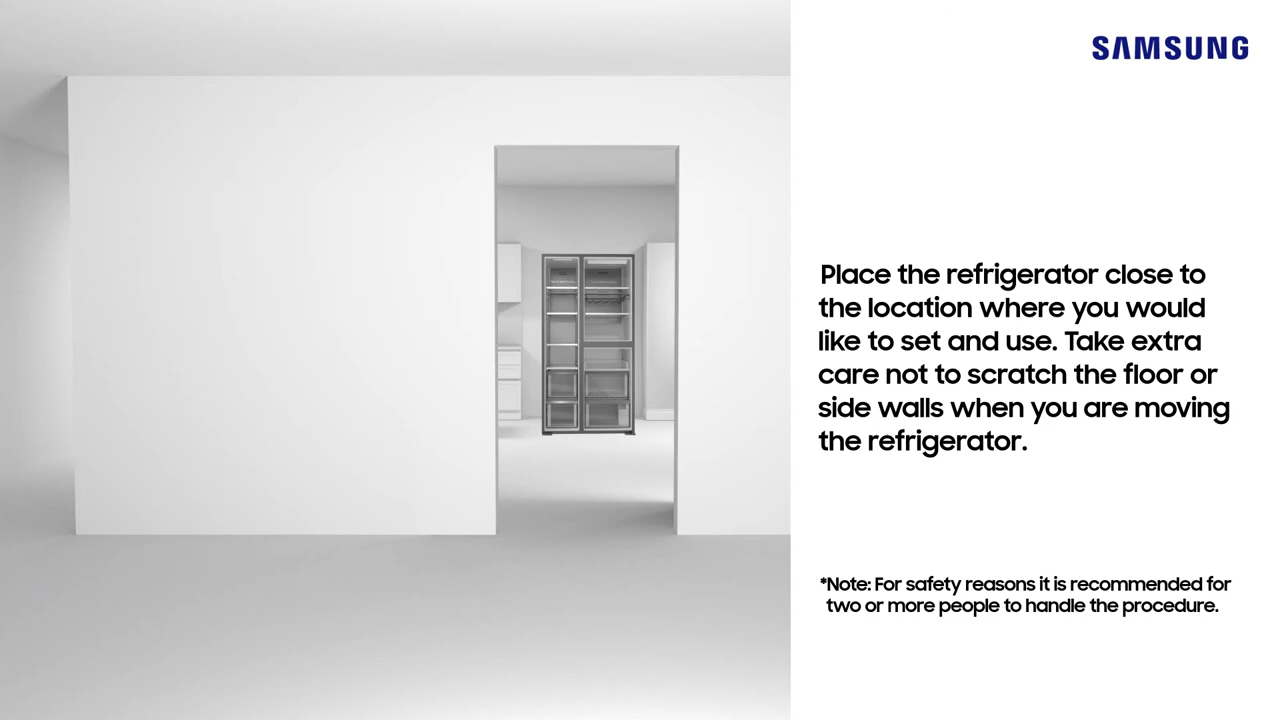 SAMSUNG
Place the refrigerator close to
the location where you would
like to set and use. Take extra
care not to scratch the floor or
side walls when you are moving
the refrigerator.
*Note: For safety reasons it is recommended for
two or more people to handle the procedure.